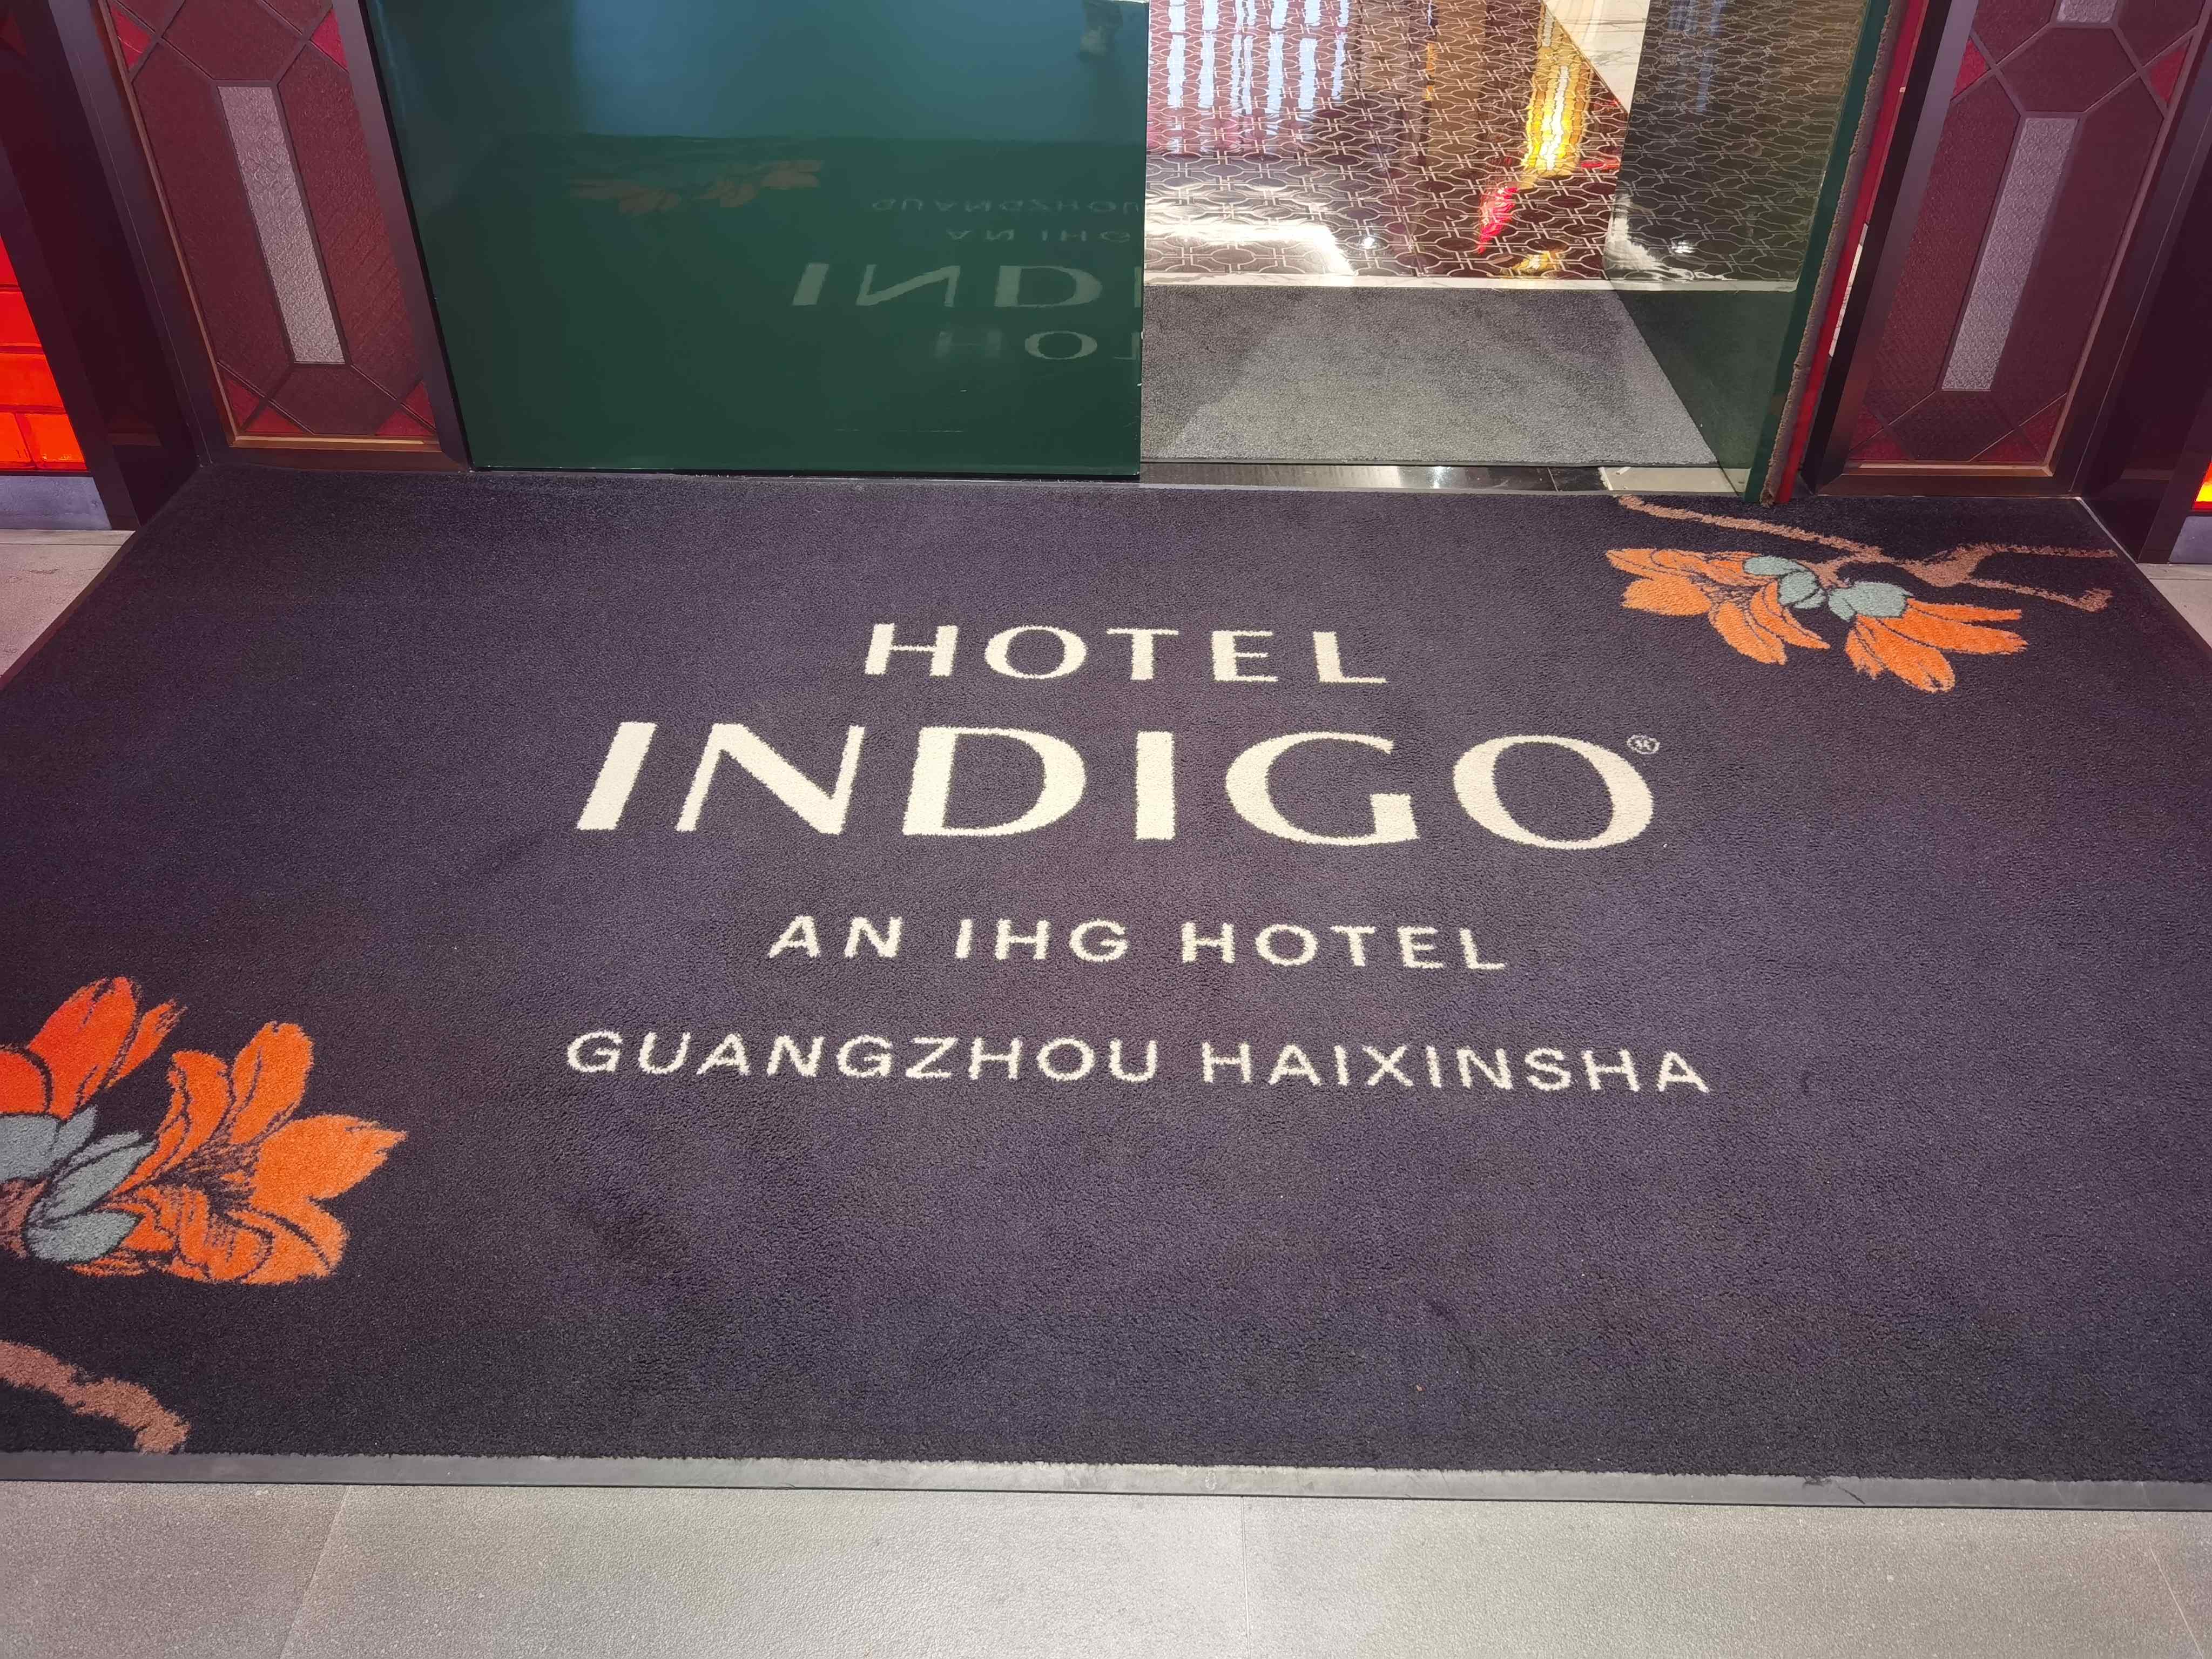 HOTEL
INDIGO®
AN IHG HOTEL
GUANGZHOU HAIXINSHA